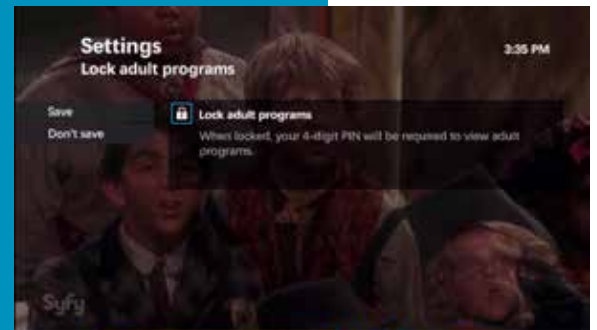 Settings
Lock adult programs
3:35 PM
Save
Don't save
Lock adult programs
When locked, your 4-digit PIN will be required to view adult
programs.
Syfy